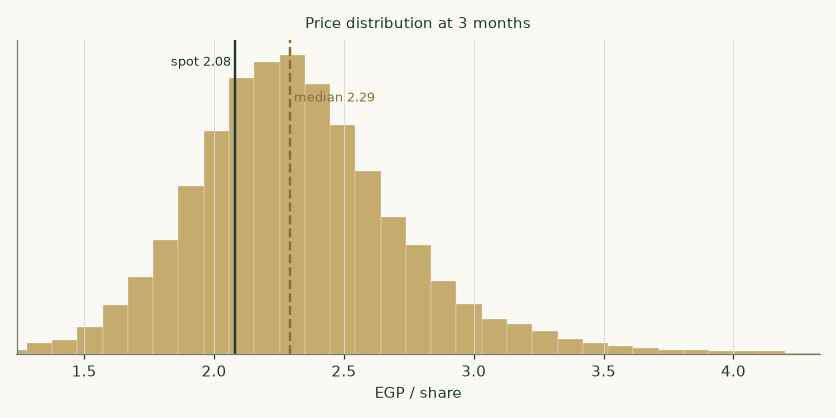 Price distribution at 3 months
spot 2.08
median 2.29
1.5 2.0 2.5 3.0 3.5 4.0
EGP / share